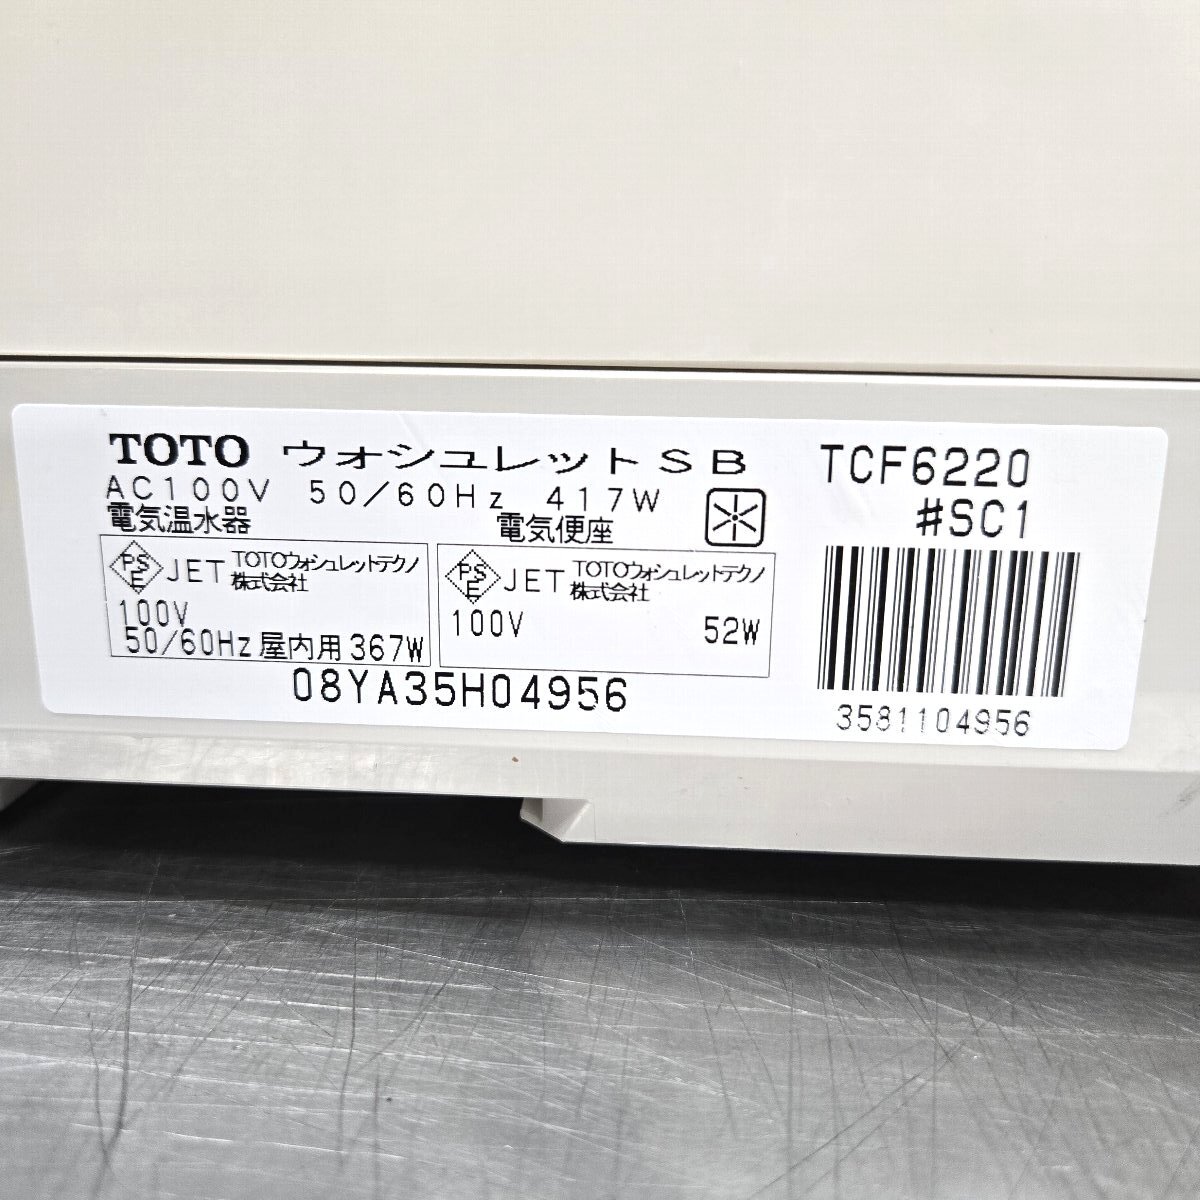 TOTO ウォシュレットSB TCF6220
AC100V 50/60Hz 417W #SC1
電気温水器 電気便座
PSE JET TOTOウォシュレットテクノ株式会社
100V
50/60Hz 屋内用 367W
PSE JET TOTOウォシュレットテクノ株式会社
100V 52W
08YA35H04956
3581104956